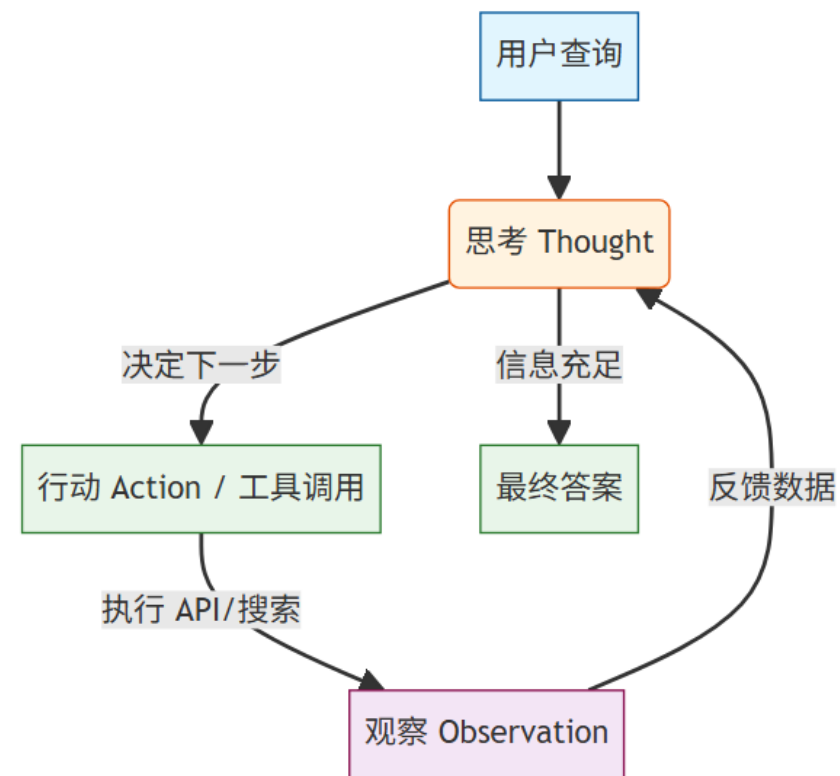 用户查询
思考 Thought
决定下一步
信息充足
行动 Action / 工具调用
最终答案
反馈数据
执行 API/搜索
观察 Observation